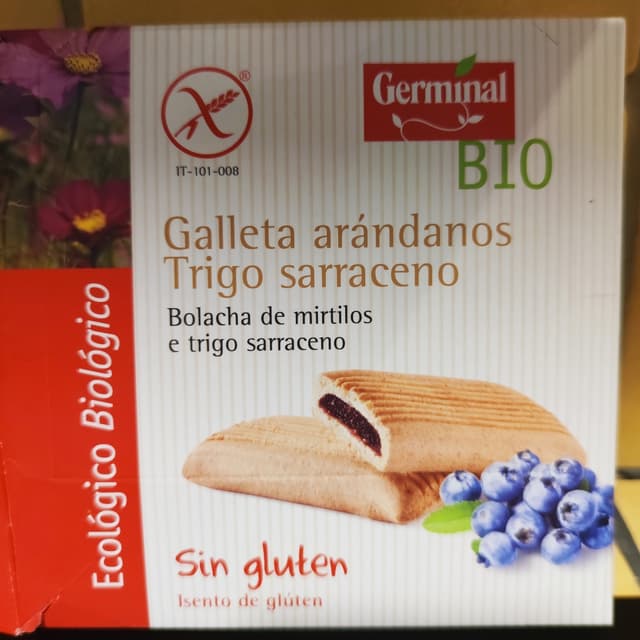 ®
IT-101-008
Germinal
BIO
Galleta arándanos
Trigo sarraceno
Bolacha de mirtilos
e trigo sarraceno
Ecológico Biológico
Sin gluten
Isento de glúten